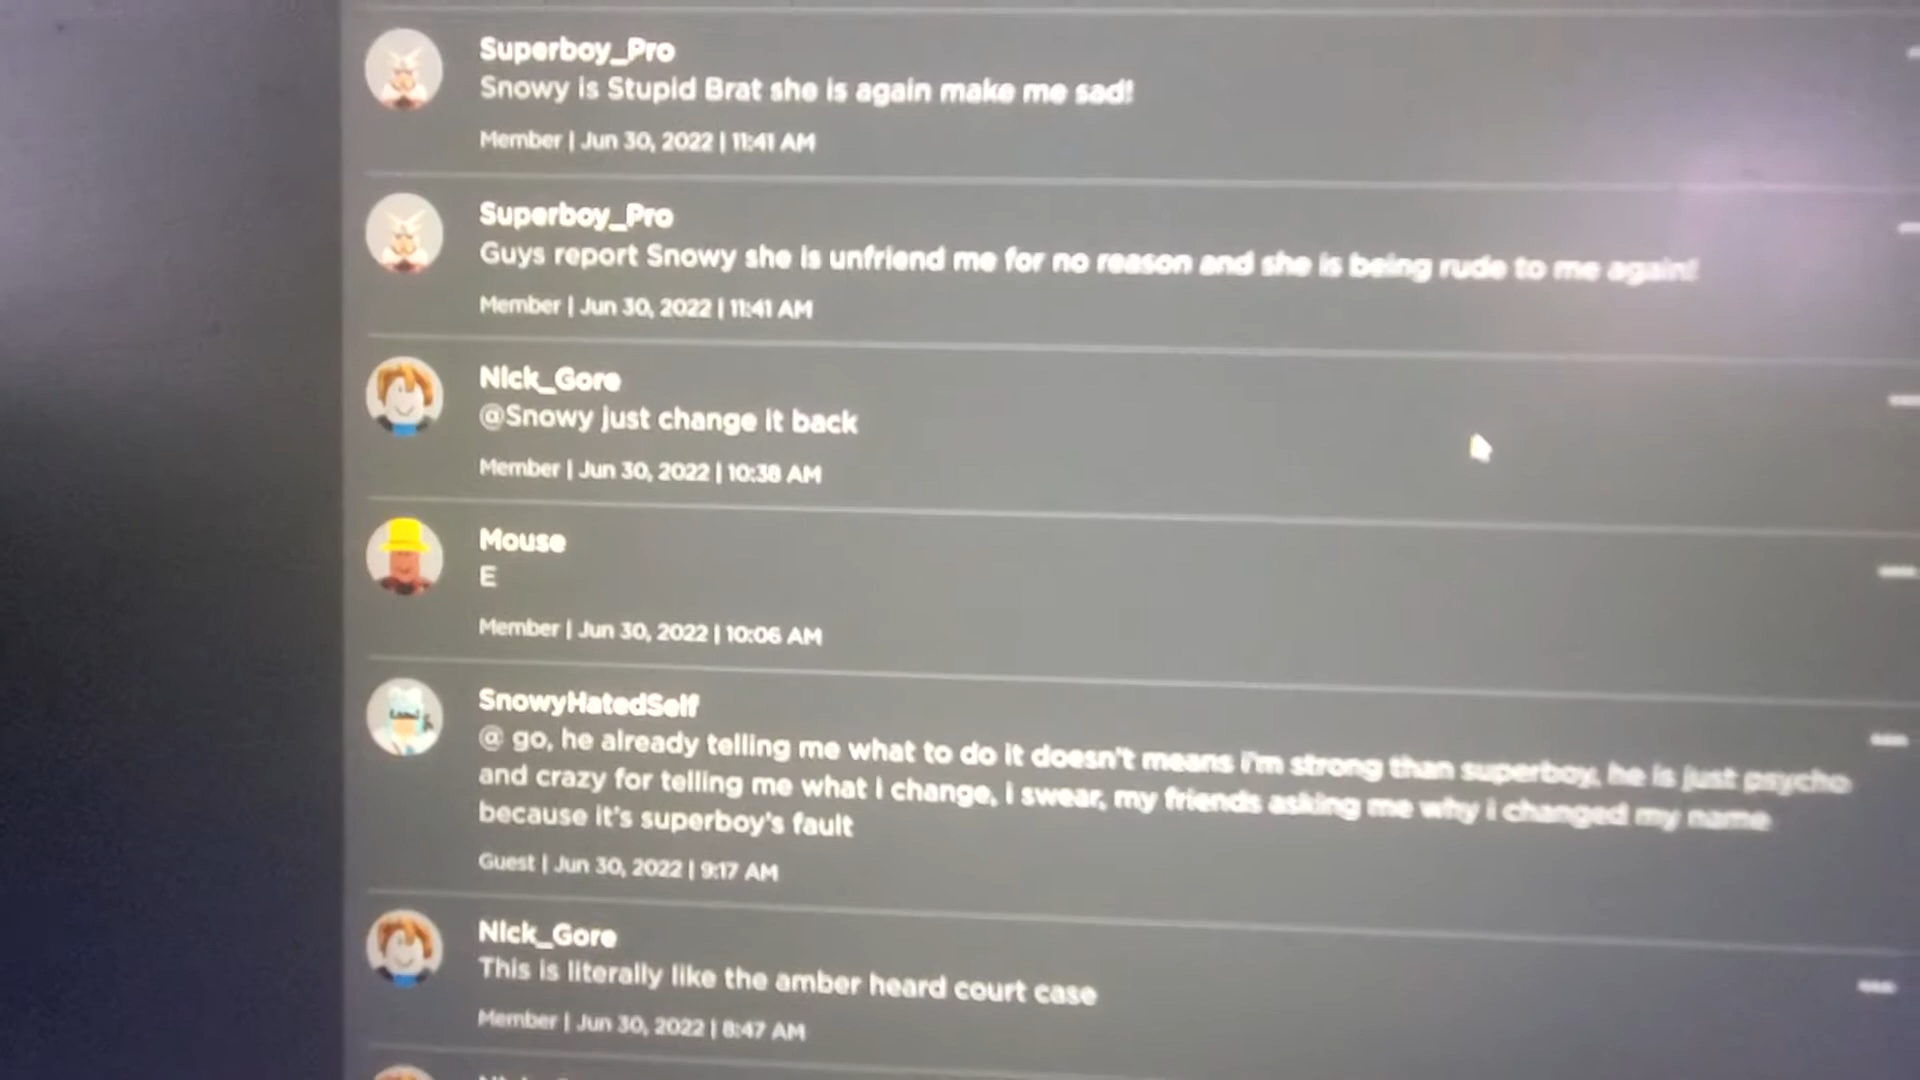 Superboy_Pro
Snowy is Stupid Brat she is again make me sad!
Member | Jun 30, 2022 | 11:41 AM
Superboy_Pro
Guys report Snowy she is unfriend me for no reason and she is being rude to me again!
Member | Jun 30, 2022 | 11:41 AM
Nick_Gore
@Snowy just change it back
Member | Jun 30, 2022 | 10:38 AM
Mouse
E
Member | Jun 30, 2022 | 10:06 AM
SnowyHatedSelf
@ go, he already telling me what to do it doesn't means i'm strong than superboy, he is just psycho
and crazy for telling me what I change, i swear, my friends asking me why i changed my name
because it's superboy's fault
Guest | Jun 30, 2022 | 9:17 AM
Nick_Gore
This is literally like the amber heard court case
Member | Jun 30, 2022 | 8:47 AM